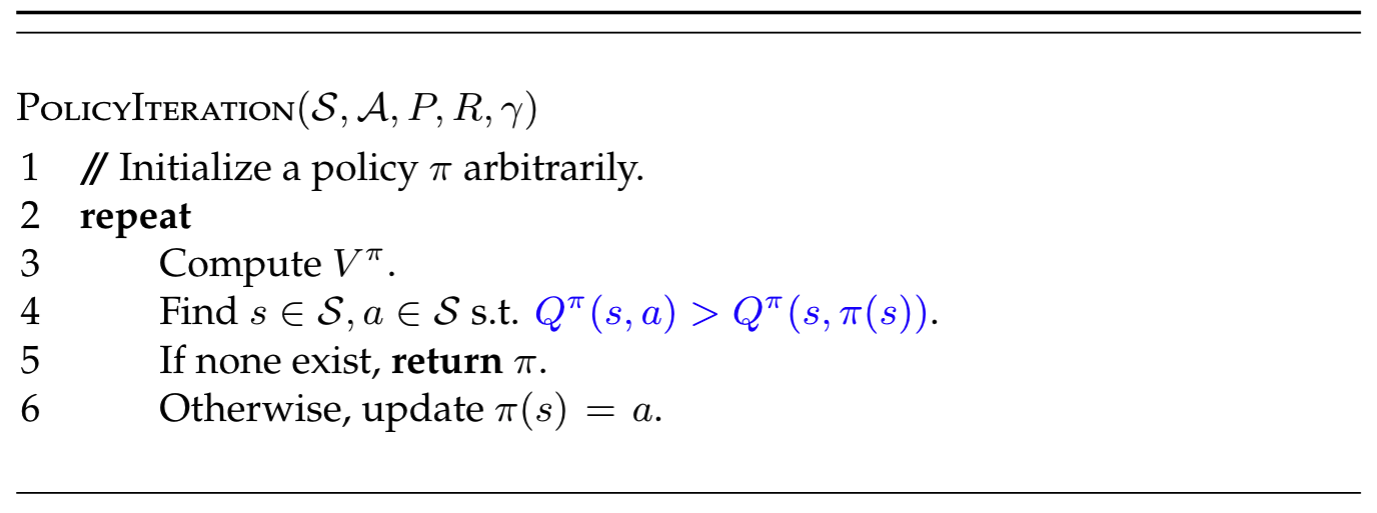 POLICYITERATION(𝒮, 𝒜, P, R, γ)
1 // Initialize a policy π arbitrarily.
2 repeat
3 Compute V^π.
4 Find s ∈ 𝒮, a ∈ 𝒮 s.t. Q^π(s, a) > Q^π(s, π(s)).
5 If none exist, return π.
6 Otherwise, update π(s) = a.